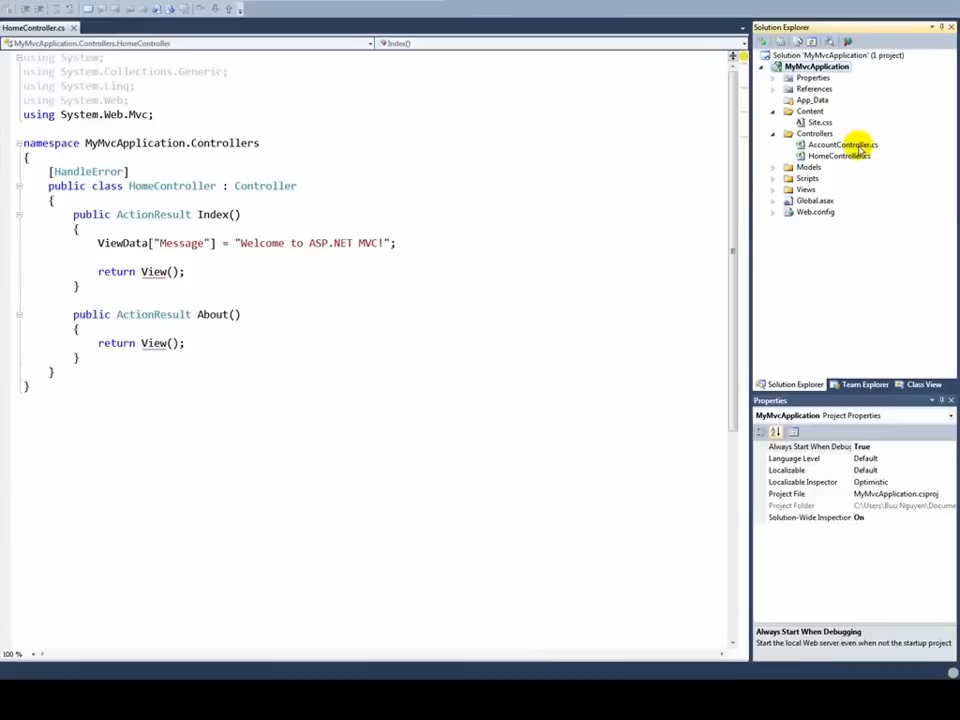 HomeController.cs
MyMvcApplication.Controllers.HomeController
Index()
using System;
using System.Collections.Generic;
using System.Linq;
using System.Web;
using System.Web.Mvc;
namespace MyMvcApplication.Controllers
{
[HandleError]
public class HomeController : Controller
{
public ActionResult Index()
{
ViewData["Message"] = "Welcome to ASP.NET MVC!";
return View();
}
public ActionResult About()
{
return View();
}
}
}
100 %
Solution Explorer
Solution 'MyMvcApplication' (1 project)
MyMvcApplication
Properties
References
App_Data
Content
Site.css
Controllers
AccountController.cs
HomeController.cs
Models
Scripts
Views
Global.asax
Web.config
Solution Explorer Team Explorer Class View
Properties
MyMvcApplication Project Properties
Always Start When Debug True
Language Level Default
Localizable Default
Localizable Inspector Optimistic
Project File MyMvcApplication.csproj
Project Folder C:\Users\Buu Nguyen\Docume
Solution-Wide Inspection On
Always Start When Debugging
Start the local Web server even when not the startup project